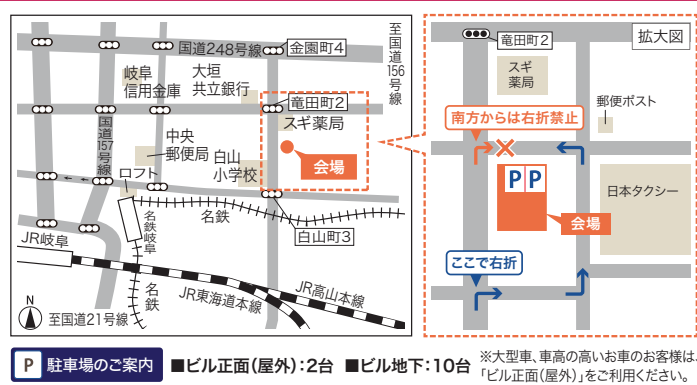 国道248号線
金園町4
至国道156号線
岐阜
信用金庫
大垣
共立銀行
竜田町2
スギ薬局
国道157号線
中央
郵便局
白山
小学校
会場
ロフト
名鉄岐阜
名鉄
白山町3
JR岐阜
名鉄
JR東海道本線
JR高山本線
N
至国道21号線
拡大図
竜田町2
スギ
薬局
郵便ポスト
南方からは右折禁止
P P
日本タクシー
会場
ここで右折
P 駐車場のご案内 ■ビル正面(屋外):2台 ■ビル地下:10台
※大型車、車高の高いお車のお客様は、
「ビル正面(屋外)」をご利用ください。